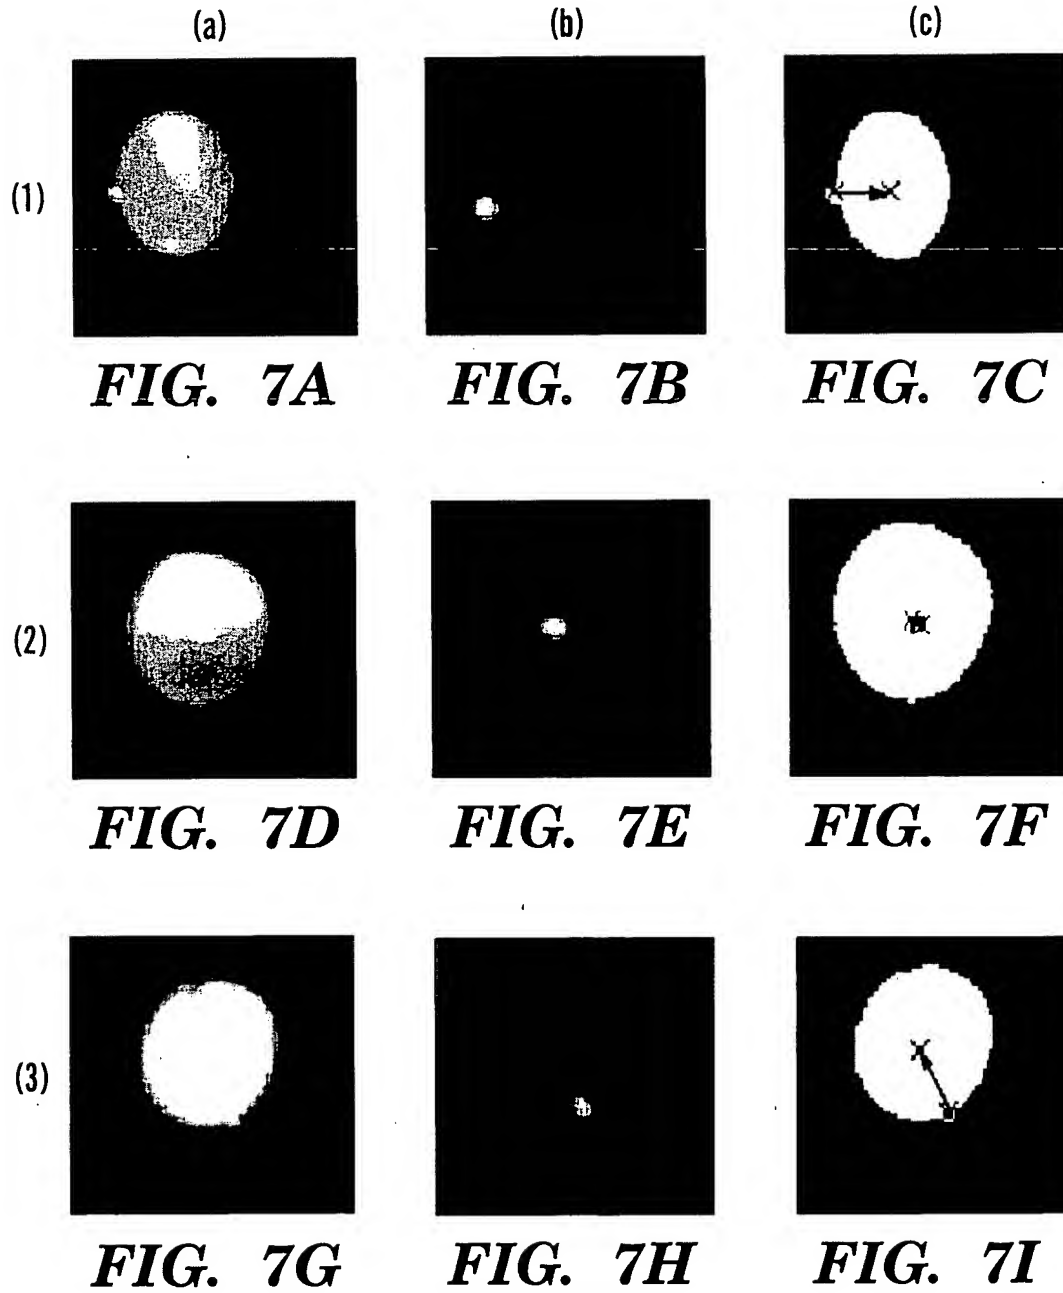 (a) (b) (c)
(1)
FIG. 7A FIG. 7B FIG. 7C
(2)
FIG. 7D FIG. 7E FIG. 7F
(3)
FIG. 7G FIG. 7H FIG. 7I